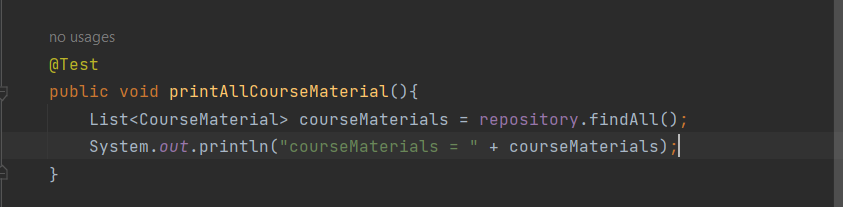 no usages
@Test
public void printAllCourseMaterial(){
    List<CourseMaterial> courseMaterials = repository.findAll();
    System.out.println("courseMaterials = " + courseMaterials);
}